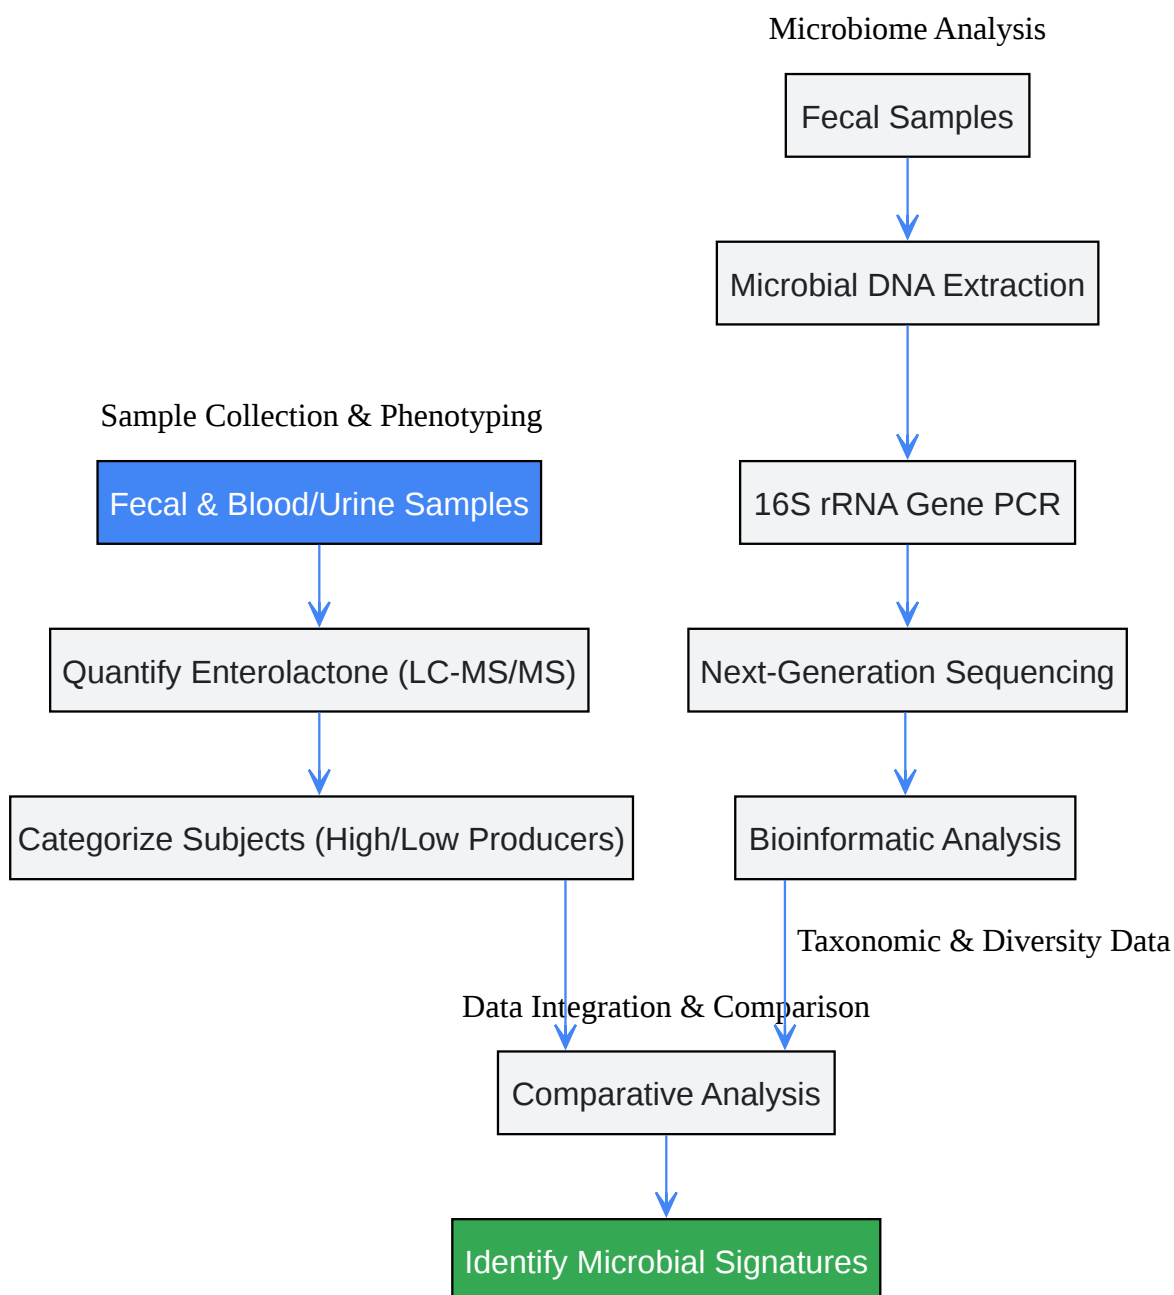 Microbiome Analysis
Fecal Samples
Microbial DNA Extraction
Sample Collection & Phenotyping
Fecal & Blood/Urine Samples
16S rRNA Gene PCR
Quantify Enterolactone (LC-MS/MS)
Next-Generation Sequencing
Categorize Subjects (High/Low Producers)
Bioinformatic Analysis
Taxonomic & Diversity Data
Data Integration & Comparison
Comparative Analysis
Identify Microbial Signatures